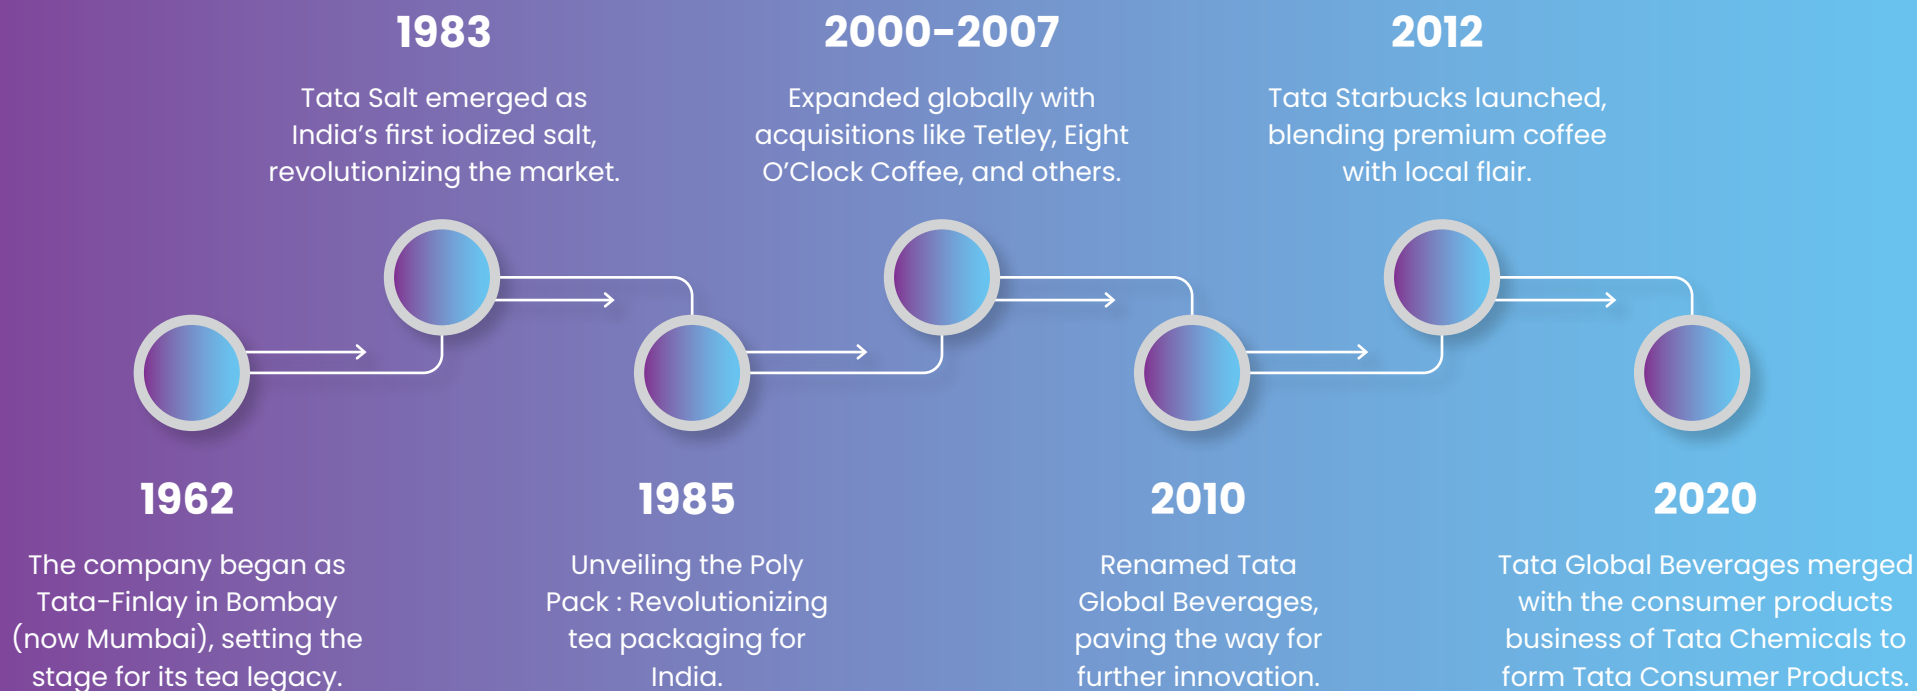 1983
Tata Salt emerged as
India’s first iodized salt,
revolutionizing the market.
2000-2007
Expanded globally with
acquisitions like Tetley, Eight
O’Clock Coffee, and others.
2012
Tata Starbucks launched,
blending premium coffee
with local flair.
1962
The company began as
Tata-Finlay in Bombay
(now Mumbai), setting the
stage for its tea legacy.
1985
Unveiling the Poly
Pack : Revolutionizing
tea packaging for
India.
2010
Renamed Tata
Global Beverages,
paving the way for
further innovation.
2020
Tata Global Beverages merged
with the consumer products
business of Tata Chemicals to
form Tata Consumer Products.